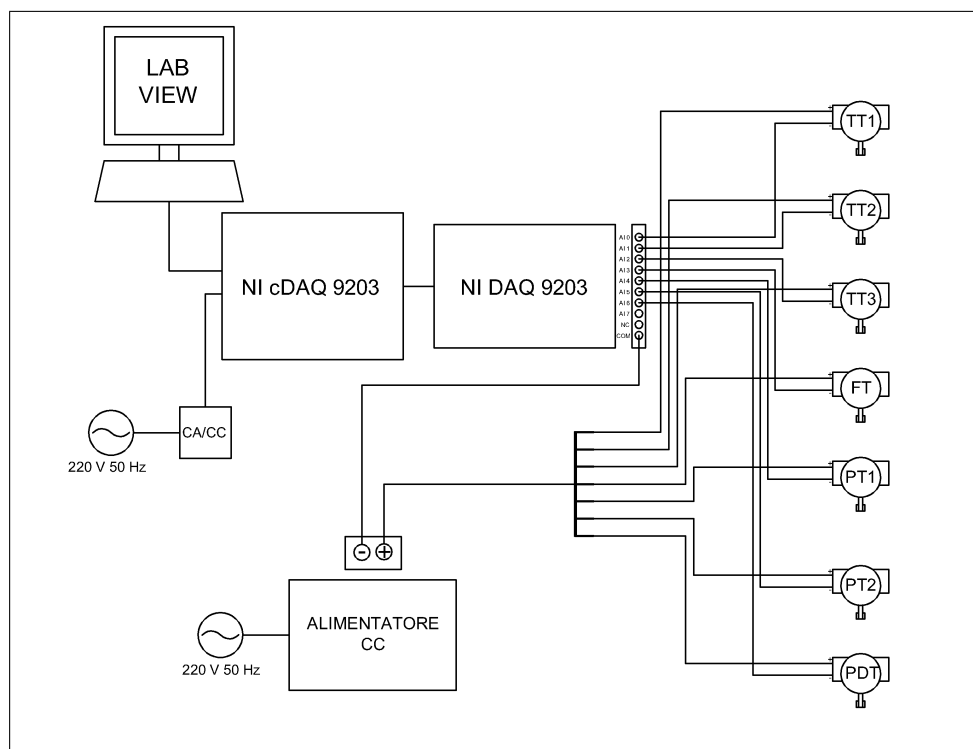 LAB
VIEW
NI cDAQ 9203
NI DAQ 9203
AI 0
AI 1
AI 2
AI 3
AI 4
AI 5
AI 6
AI 7
NC
COM
+
-
TT1
+
-
TT2
+
-
TT3
+
-
FT
+
-
PT1
+
-
PT2
+
-
PDT
CA/CC
220 V 50 Hz
- +
ALIMENTATORE
CC
220 V 50 Hz